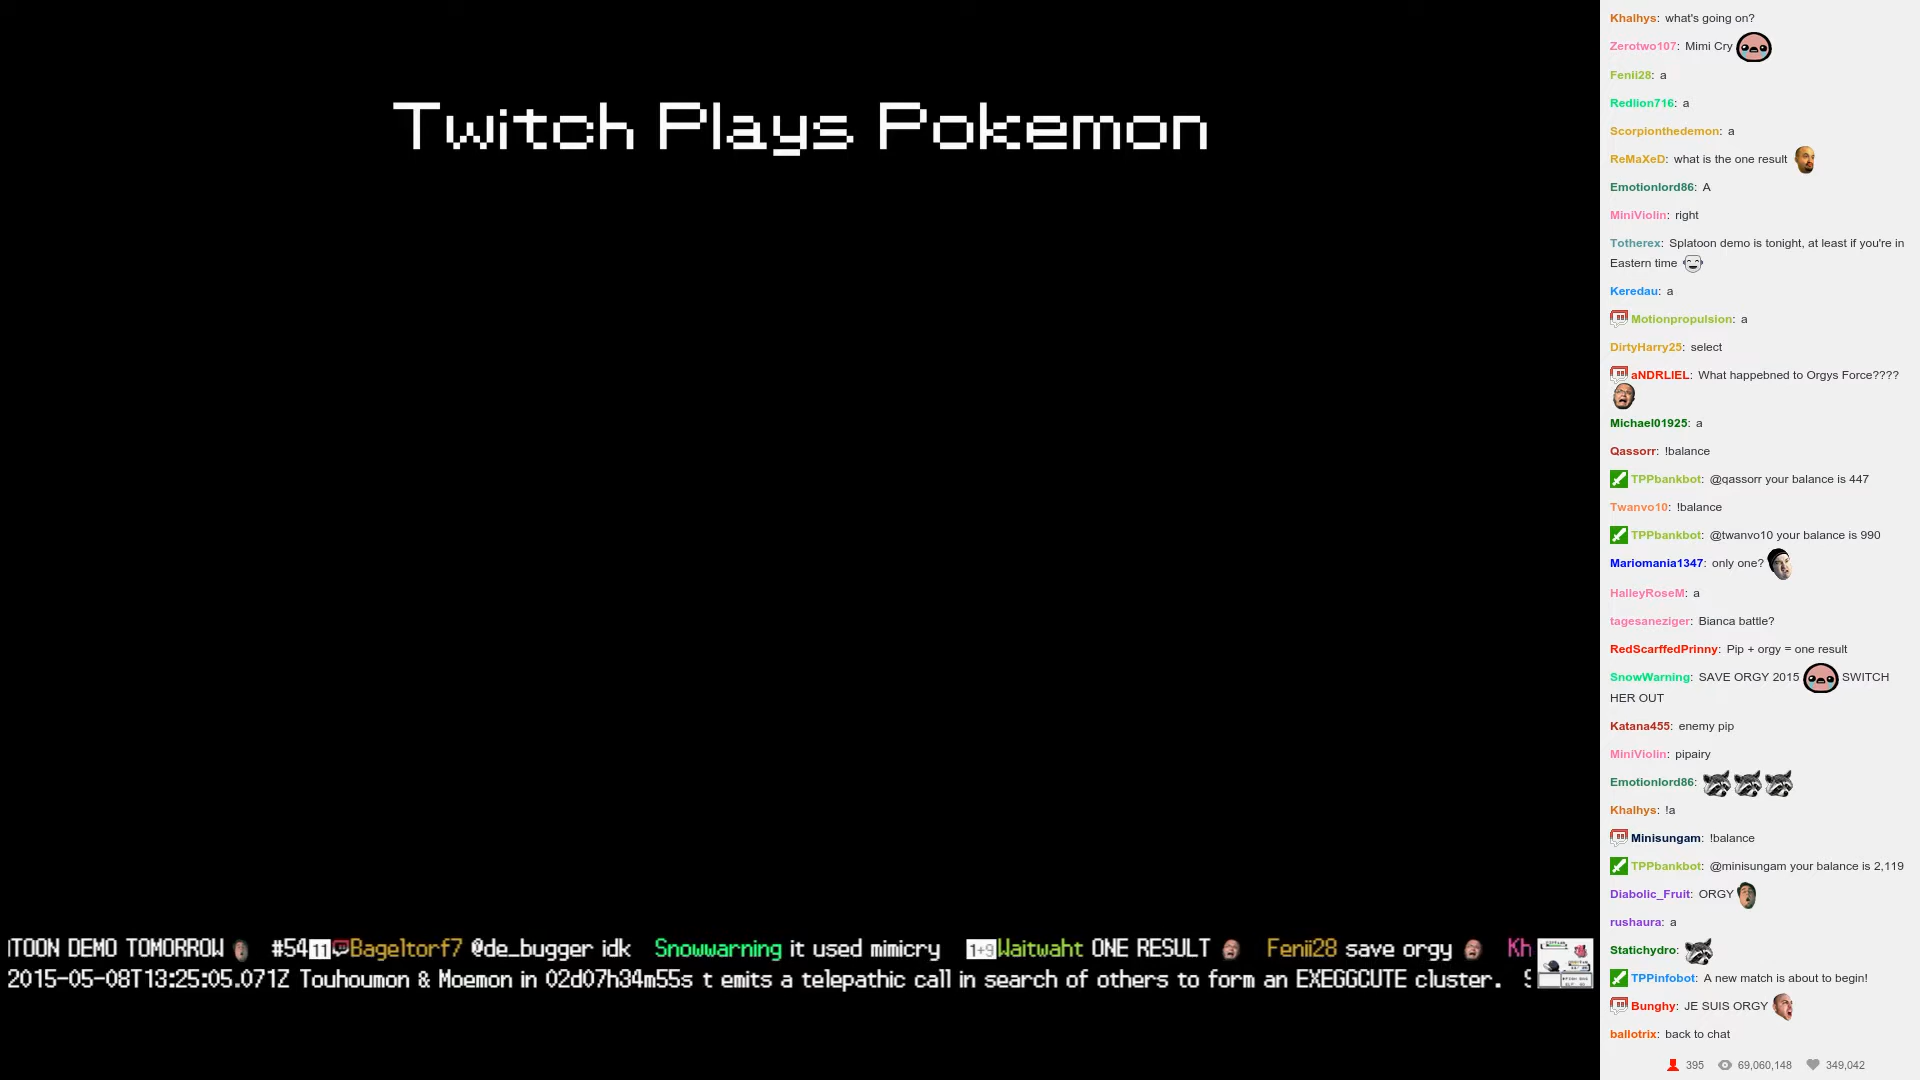 Twitch Plays Pokemon
TOON DEMO TOMORROW #54 11 Bageltorf7 @de_bugger idk Snowwarning it used mimicry 1+9 Waitwaht ONE RESULT Fenii28 save orgy Kh
2015-05-08T13:25:05.071Z Touhoumon & Moemon in 02d07h34m55s t emits a telepathic call in search of others to form an EXEGGCUTE cluster. S
Khalhys: what's going on?
Zerotwo107: Mimi Cry
Fenii28: a
Redlion716: a
Scorpionthedemon: a
ReMaXeD: what is the one result
Emotionlord86: A
MiniViolin: right
Totherex: Splatoon demo is tonight, at least if you're in
Eastern time
Keredau: a
Motionpropulsion: a
DirtyHarry25: select
aNDRLIEL: What happebned to Orgys Force????
Michael01925: a
Qassorr: !balance
TPPbankbot: @qassorr your balance is 447
Twanvo10: !balance
TPPbankbot: @twanvo10 your balance is 990
Mariomania1347: only one?
HalleyRoseM: a
tagesaneziger: Bianca battle?
RedScarffedPrinny: Pip + orgy = one result
SnowWarning: SAVE ORGY 2015 SWITCH
HER OUT
Katana455: enemy pip
MiniViolin: pipairy
Emotionlord86:
Khalhys: !a
Minisungam: !balance
TPPbankbot: @minisungam your balance is 2,119
Diabolic_Fruit: ORGY
rushaura: a
Statichydro:
TPPinfobot: A new match is about to begin!
Bunghy: JE SUIS ORGY
ballotrix: back to chat
395 69,060,148 349,042